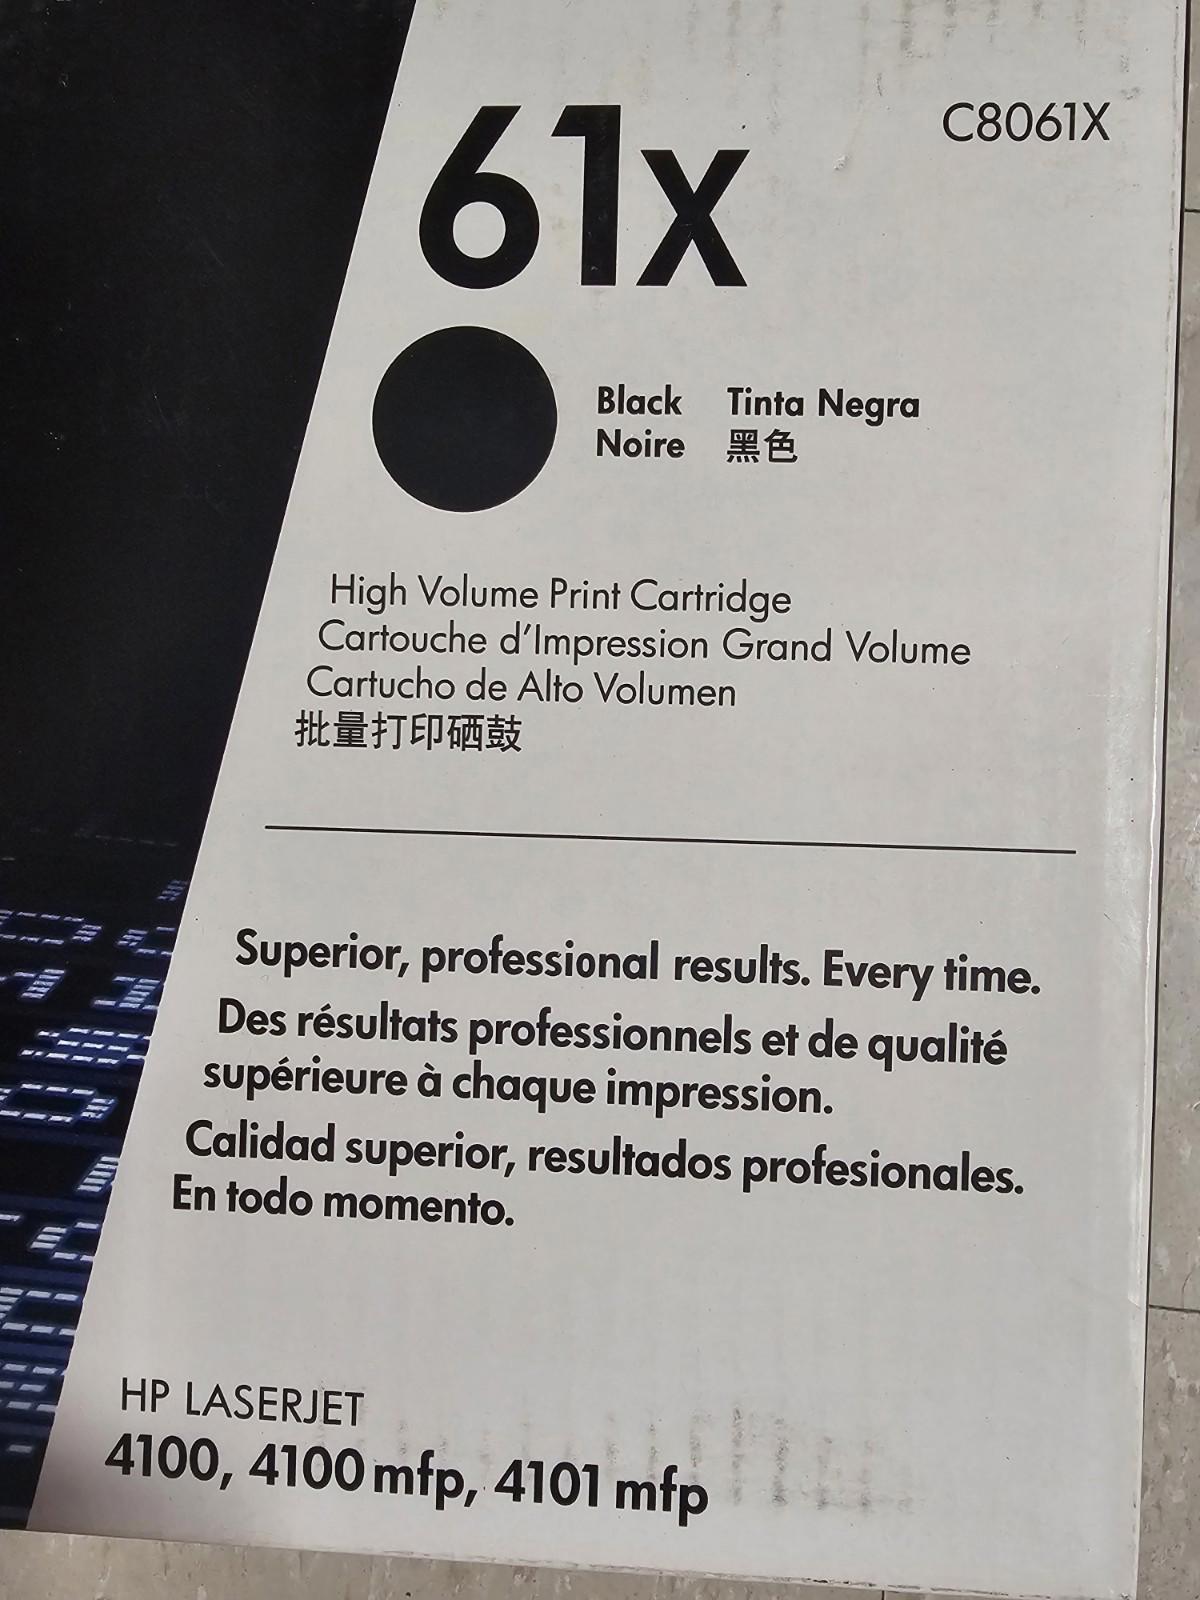 61X
C8061X
Black Tinta Negra
Noire 黑色
High Volume Print Cartridge
Cartouche d'Impression Grand Volume
Cartucho de Alto Volumen
批量打印硒鼓
Superior, professional results. Every time.
Des résultats professionnels et de qualité
supérieure à chaque impression.
Calidad superior, resultados profesionales.
En todo momento.
HP LASERJET
4100, 4100 mfp, 4101 mfp